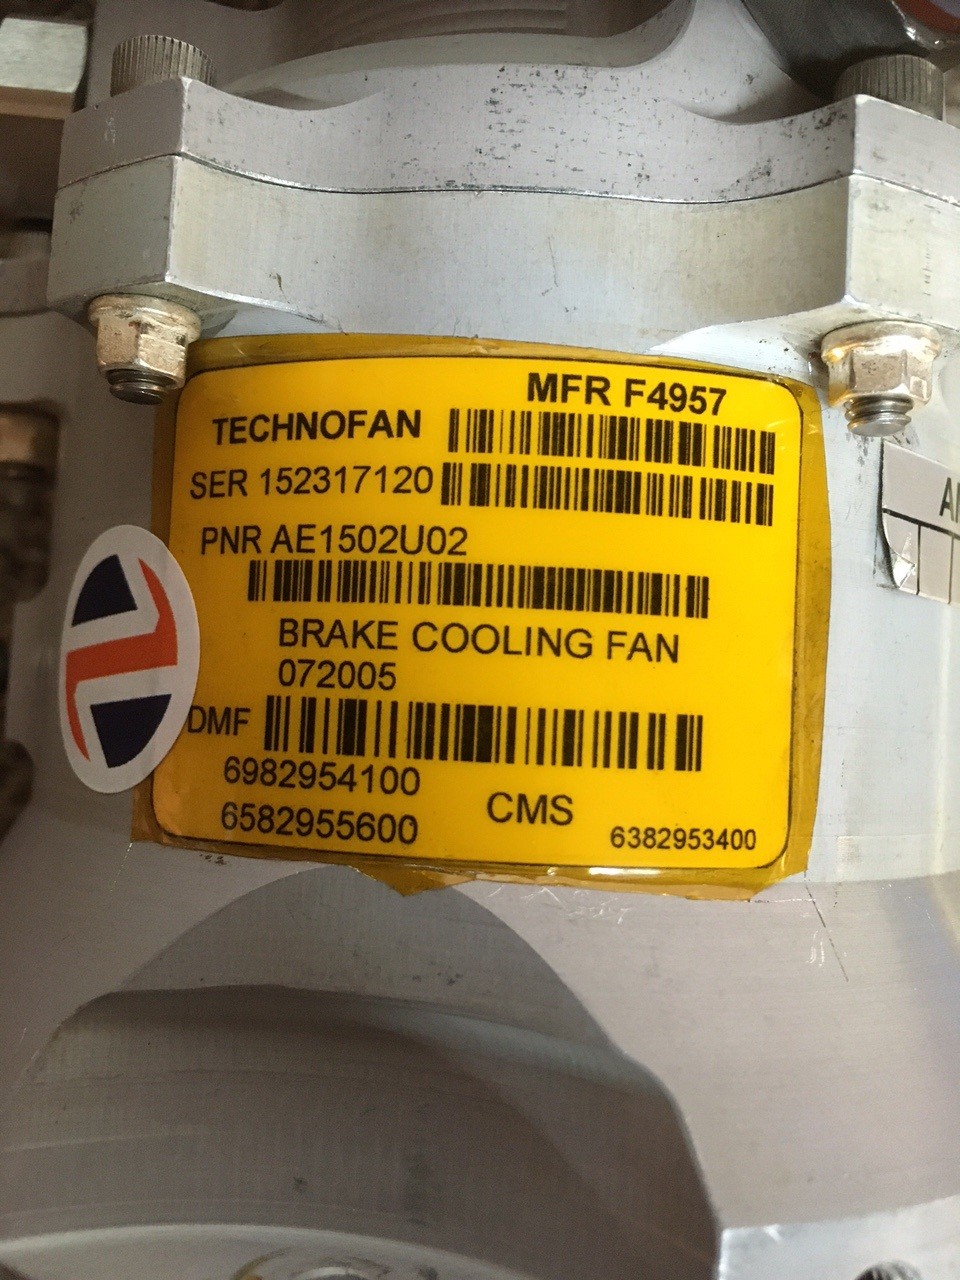 MFR F4957
TECHNOFAN
SER 152317120
PNR AE1502U02
BRAKE COOLING FAN
072005
DMF
6982954100
6582955600
CMS
6382953400